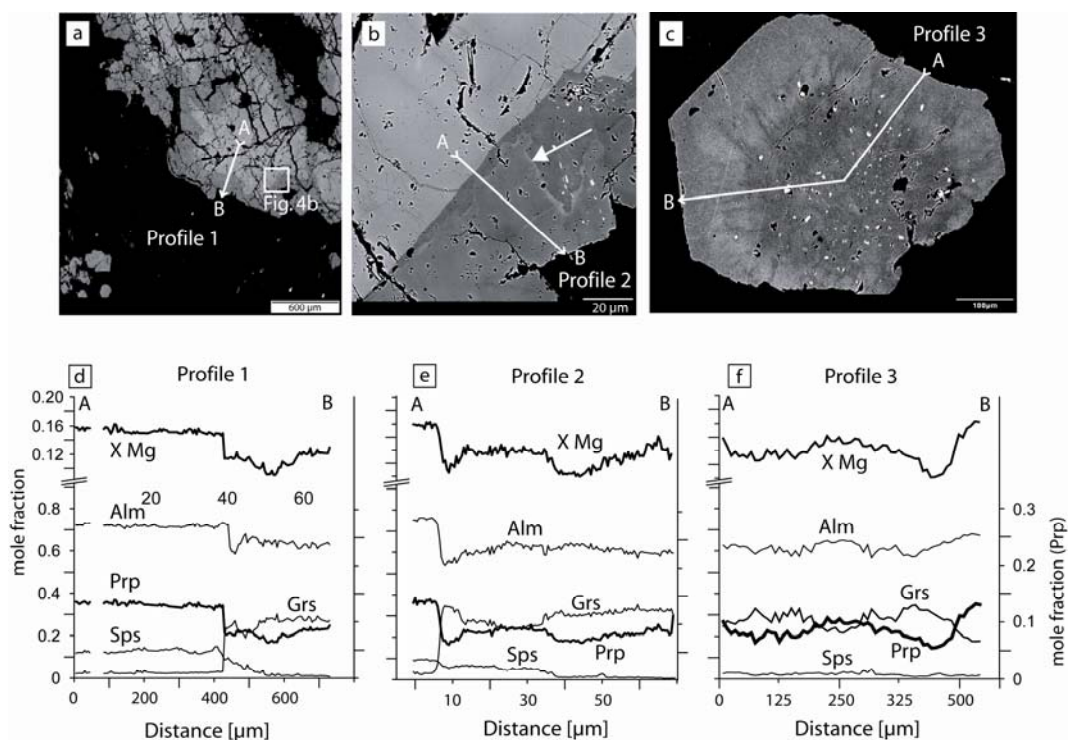 a
A
B
Fig. 4b
Profile 1
600 µm
b
A
B
Profile 2
20 µm
c
Profile 3
A
B
100µm
d
Profile 1
A
B
0.20
0.16
0.12
X Mg
20 40 60
mole fraction
0.8
0.6
0.4
0.2
0
Alm
Prp
Grs
Sps
0 200 400 600
Distance [µm]
e
Profile 2
A
B
X Mg
Alm
Grs
Sps
Prp
10 30 50
Distance [µm]
f
Profile 3
A
B
X Mg
Alm
Grs
Prp
Sps
0 125 250 375 500
Distance [µm]
0.3
0.2
0.1
0
mole fraction (Prp)